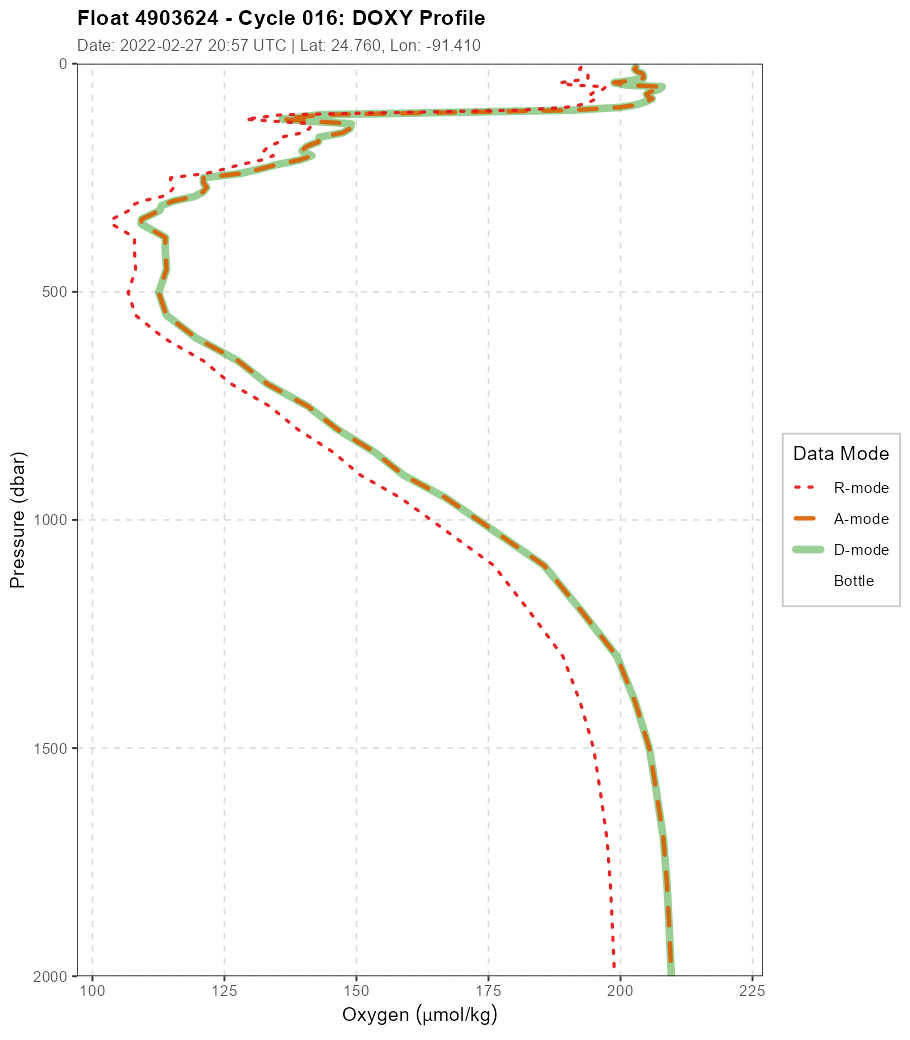 Float 4903624 - Cycle 016: DOXY Profile
Date: 2022-02-27 20:57 UTC | Lat: 24.760, Lon: -91.410
0
500
1000
1500
2000
Pressure (dbar)
100 125 150 175 200 225
Oxygen (μmol/kg)
Data Mode
R-mode
A-mode
D-mode
Bottle